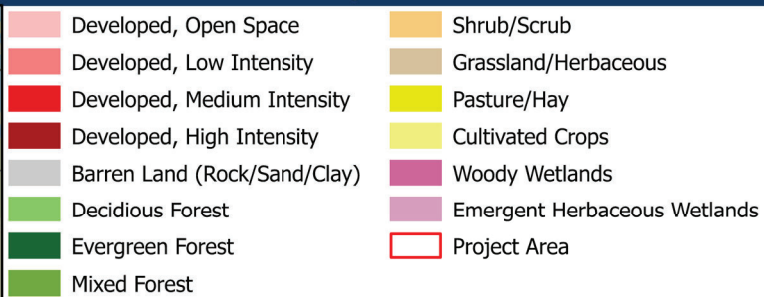 Developed, Open Space
Developed, Low Intensity
Developed, Medium Intensity
Developed, High Intensity
Barren Land (Rock/Sand/Clay)
Decidious Forest
Evergreen Forest
Mixed Forest
Shrub/Scrub
Grassland/Herbaceous
Pasture/Hay
Cultivated Crops
Woody Wetlands
Emergent Herbaceous Wetlands
Project Area